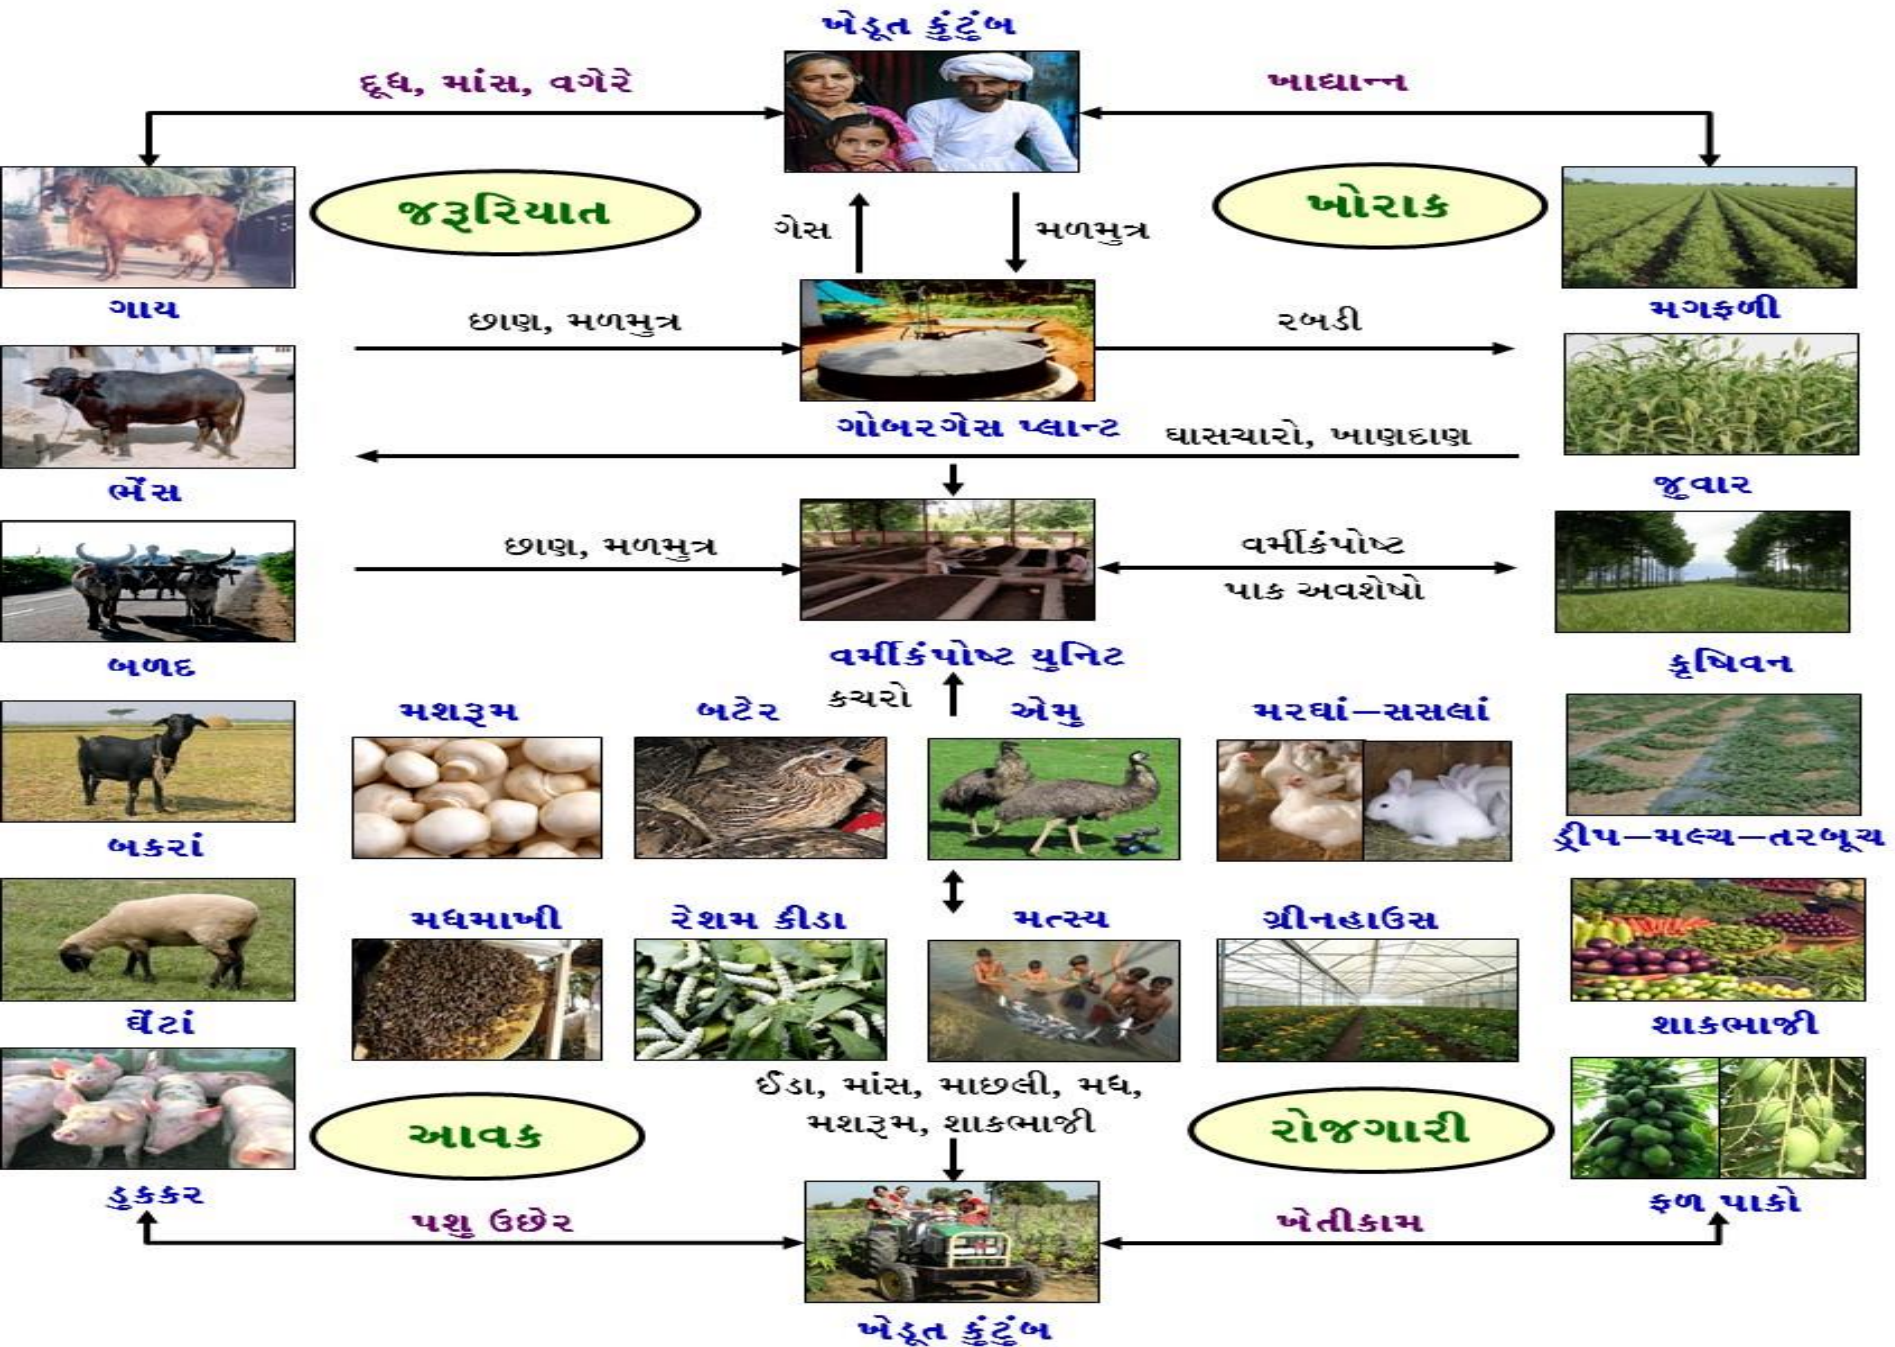 ખેડૂત કુંટુંબ
દૂધ, માંસ, વગેરે
ખાદ્યાન્ન
જરૂરિયાત
ખોરાક
ગેસ
મળમુત્ર
ગાય
મગફળી
છાણ, મળમુત્ર
રબડી
ગોબરગેસ પ્લાન્ટ
ઘાસચારો, ખાણદાણ
ભેંસ
જુવાર
છાણ, મળમુત્ર
વર્મીકંપોષ્ટ
પાક અવશેષો
બળદ
વર્મીકંપોષ્ટ યુનિટ
કૃષિવન
કચરો
મશરૂમ
બટેર
એમુ
મરઘાં–સસલાં
બકરાં
ડ્રીપ–મલ્ચ–તરબૂચ
મધમાખી
રેશમ કીડા
મત્સ્ય
ગ્રીનહાઉસ
ઘેંટાં
શાકભાજી
ઈંડા, માંસ, માછલી, મધ,
મશરૂમ, શાકભાજી
આવક
રોજગારી
ડુક્કર
ફળ પાકો
પશુ ઉછેર
ખેતીકામ
ખેડૂત કુંટુંબ